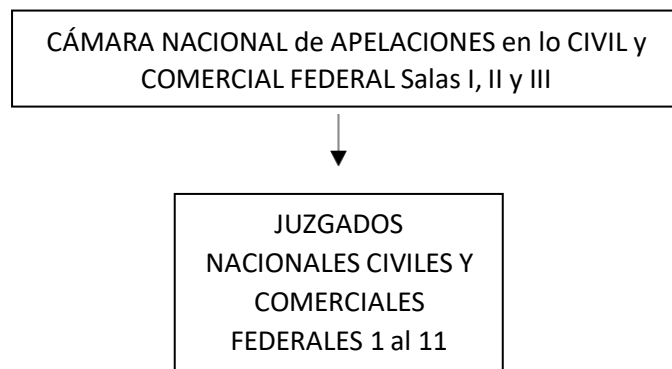 CÁMARA NACIONAL de APELACIONES en lo CIVIL y
COMERCIAL FEDERAL Salas I, II y III
JUZGADOS
NACIONALES CIVILES Y
COMERCIALES
FEDERALES 1 al 11